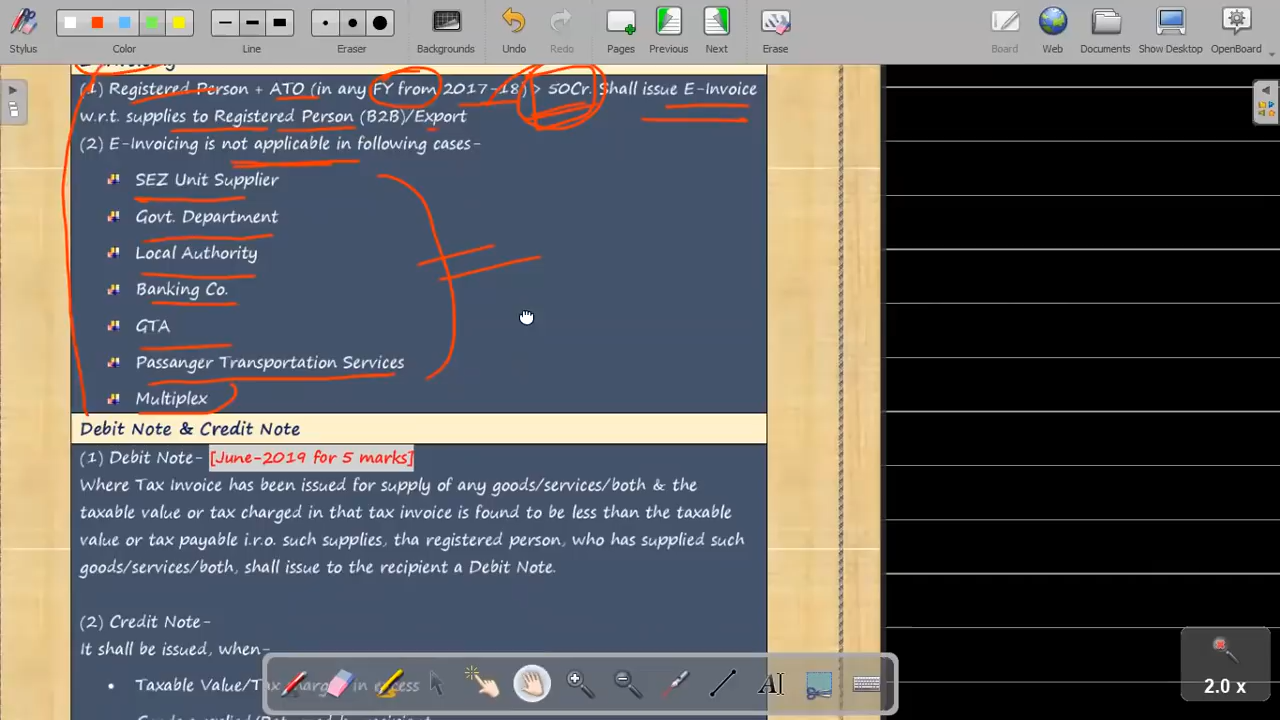 Stylus
Color
Line
Eraser
Backgrounds
Undo
Redo
Pages
Previous
Next
Erase
Board
Web
Documents
Show Desktop
OpenBoard
(1) Registered Person + ATO (in any FY from 2017-18) > 50Cr. Shall issue E-Invoice
w.r.t. supplies to Registered Person (B2B)/Export
(2) E-Invoicing is not applicable in following cases-
SEZ Unit Supplier
Govt. Department
Local Authority
Banking Co.
GTA
Passanger Transportation Services
Multiplex
Debit Note & Credit Note
(1) Debit Note- [June-2019 for 5 marks]
Where Tax Invoice has been issued for supply of any goods/services/both & the
taxable value or tax charged in that tax invoice is found to be less than the taxable
value or tax payable i.r.o. such supplies, tha registered person, who has supplied such
goods/services/both, shall issue to the recipient a Debit Note.
(2) Credit Note-
It shall be issued, when-
• Taxable Value/Tax charged in excess
2.0 x